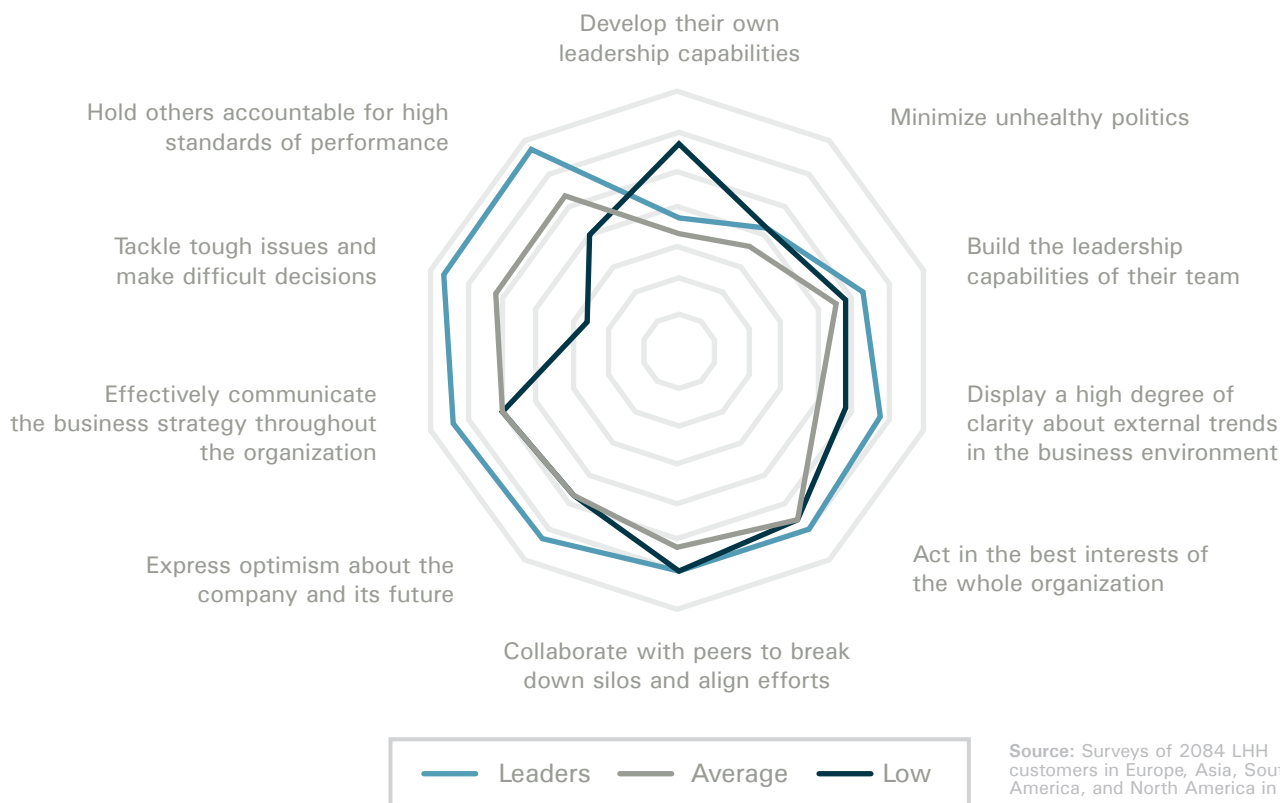 Develop their own
leadership capabilities
Minimize unhealthy politics
Build the leadership
capabilities of their team
Display a high degree of
clarity about external trends
in the business environment
Act in the best interests of
the whole organization
Collaborate with peers to break
down silos and align efforts
Express optimism about the
company and its future
Effectively communicate
the business strategy throughout
the organization
Tackle tough issues and
make difficult decisions
Hold others accountable for high
standards of performance
Leaders
Average
Low
Source: Surveys of 2084 LHH
customers in Europe, Asia,
America, and North America in